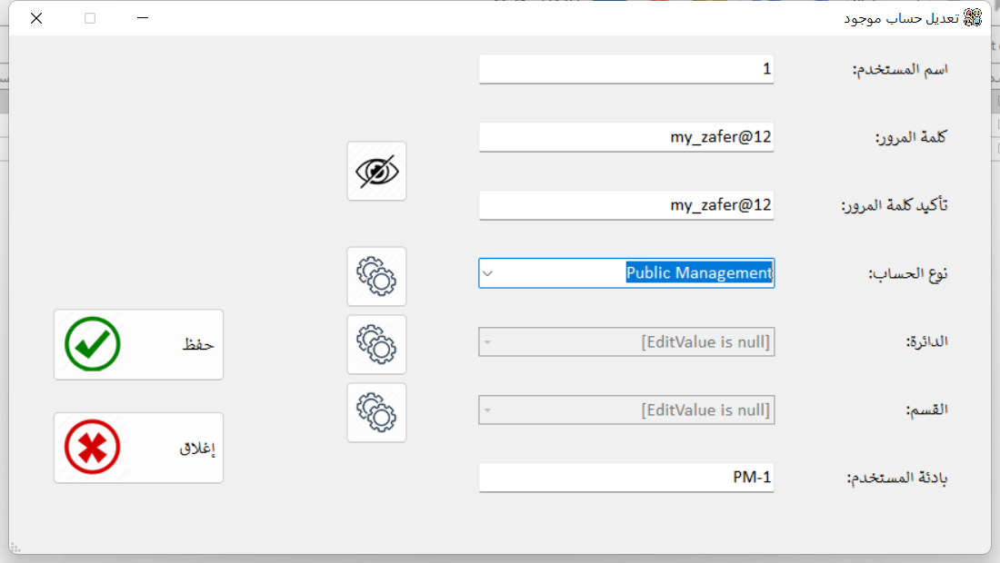 تعديل حساب موجود
اسم المستخدم: 1
كلمة المرور: my_zafer@12
تأكيد كلمة المرور: my_zafer@12
نوع الحساب: Public Management
الدائرة: [EditValue is null]
القسم: [EditValue is null]
بادئة المستخدم: PM-1
حفظ
إغلاق